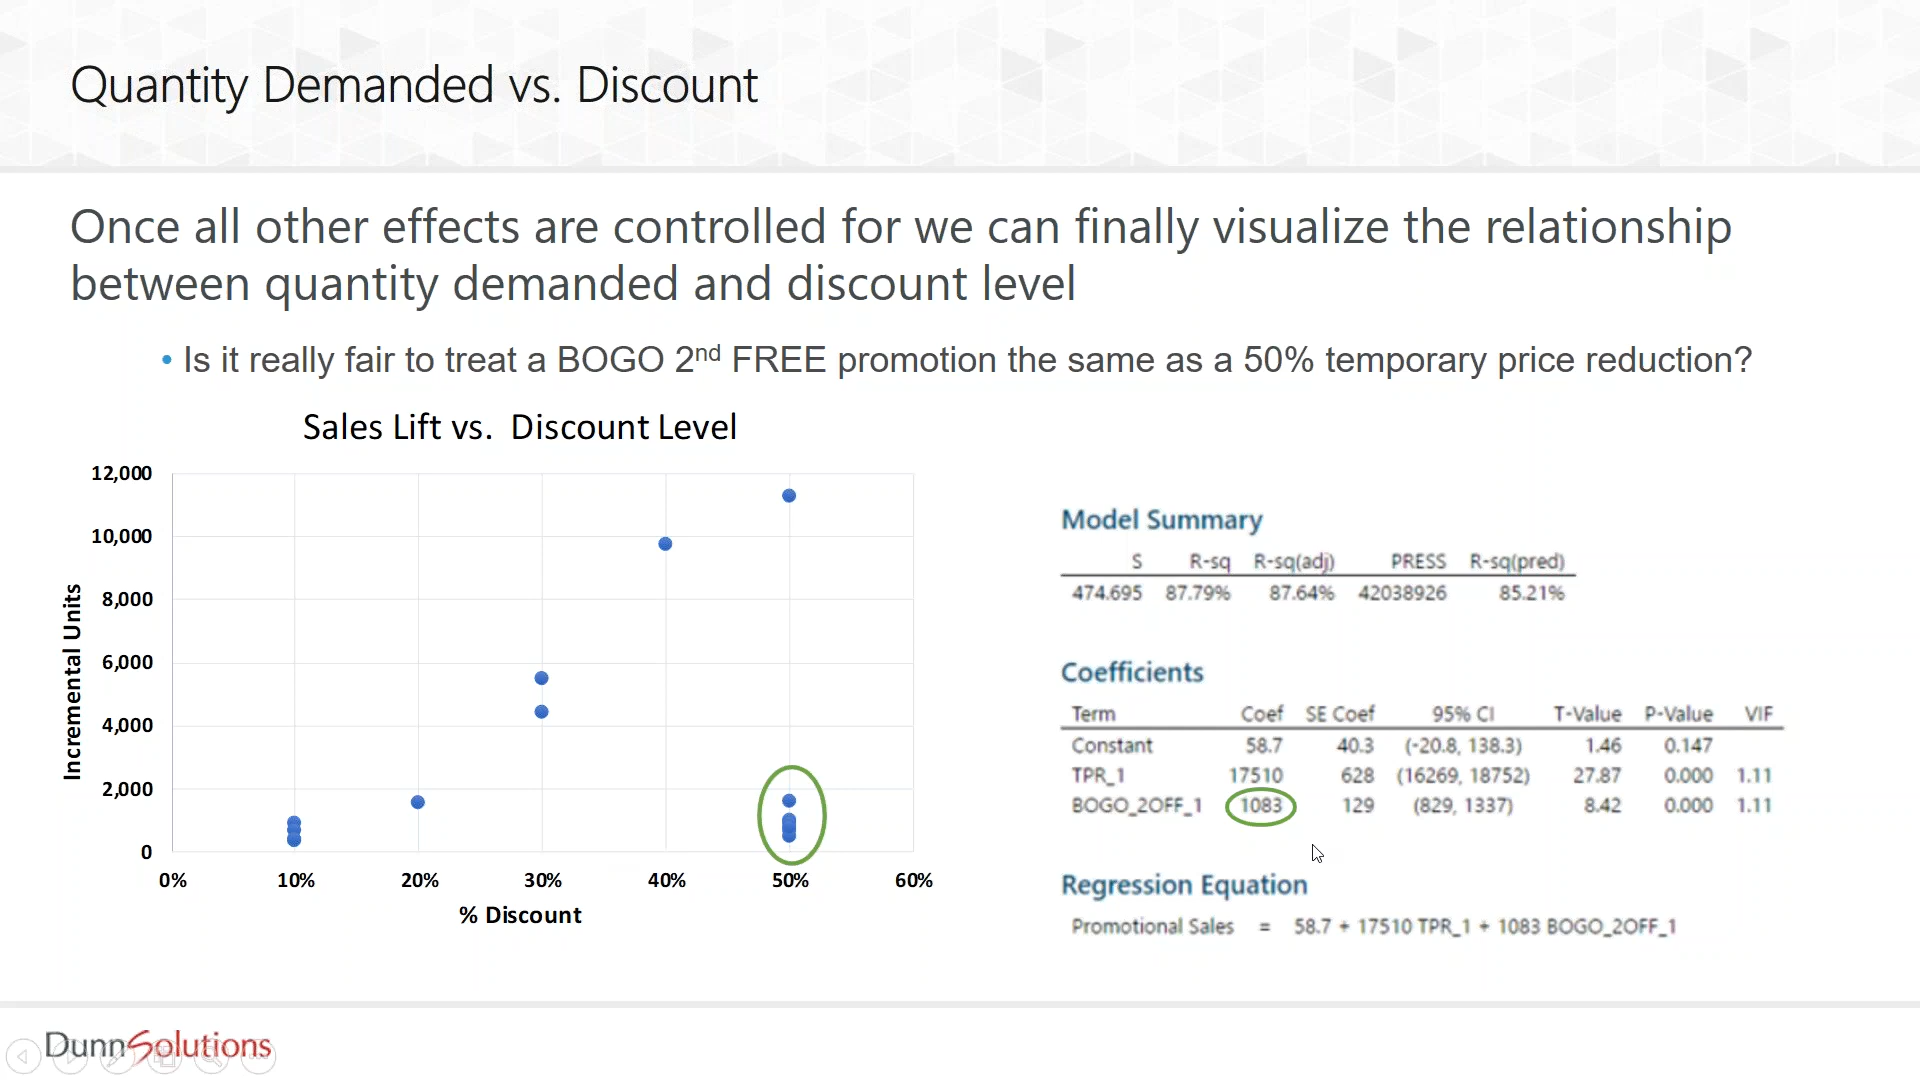 Quantity Demanded vs. Discount
Once all other effects are controlled for we can finally visualize the relationship
between quantity demanded and discount level
• Is it really fair to treat a BOGO 2nd FREE promotion the same as a 50% temporary price reduction?
Sales Lift vs. Discount Level
12,000
10,000
8,000
6,000
4,000
2,000
0
Incremental Units
0% 10% 20% 30% 40% 50% 60%
% Discount
Model Summary
S R-sq R-sq(adj) PRESS R-sq(pred)
474.695 87.79% 87.64% 42038926 85.21%
Coefficients
Term Coef SE Coef 95% CI T-Value P-Value VIF
Constant 58.7 40.3 (-20.8, 138.3) 1.46 0.147
TPR_1 17510 628 (16269, 18752) 27.87 0.000 1.11
BOGO_2OFF_1 1083 129 (829, 1337) 8.42 0.000 1.11
Regression Equation
Promotional Sales = 58.7 + 17510 TPR_1 + 1083 BOGO_2OFF_1
DunnSolutions